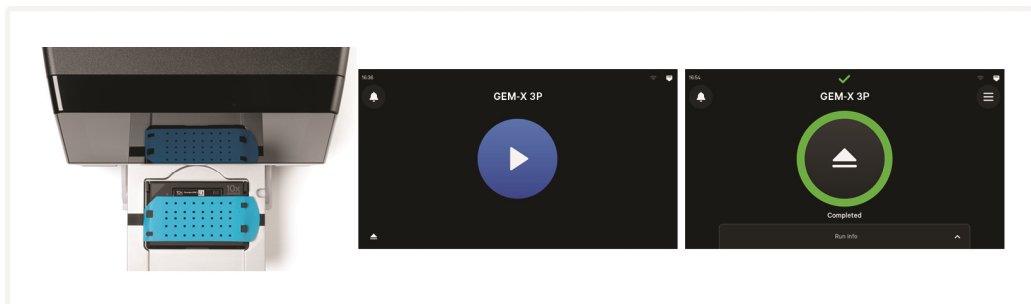 10x
16:36
GEM-X 3P
16:54
GEM-X 3P
Completed
Run Info